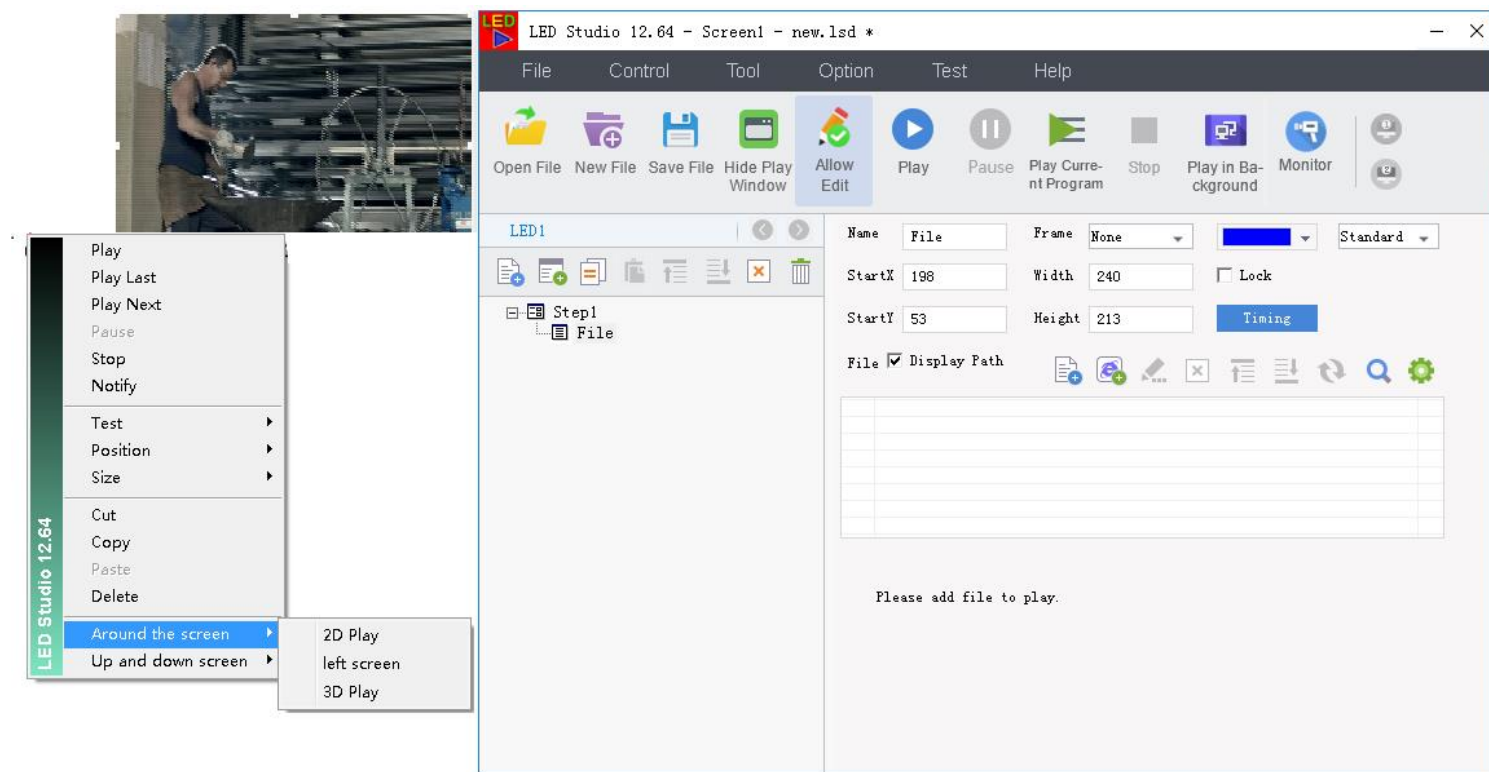 LED
LED Studio 12.64 - Screen1 - new.lsd *
File Control Tool Option Test Help
Open File
New File
Save File
Hide Play
Window
Allow
Edit
Play
Pause
Play Curre-
nt Program
Stop
Play in Ba-
ckground
Monitor
LED1
Step1
File
Name File Frame None Standard
StartX 198 Width 240 Lock
StartY 53 Height 213 Timing
File Display Path
Please add file to play.
Play
Play Last
Play Next
Pause
Stop
Notify
Test
Position
Size
Cut
Copy
Paste
Delete
Around the screen
Up and down screen
LED Studio 12.64
2D Play
left screen
3D Play